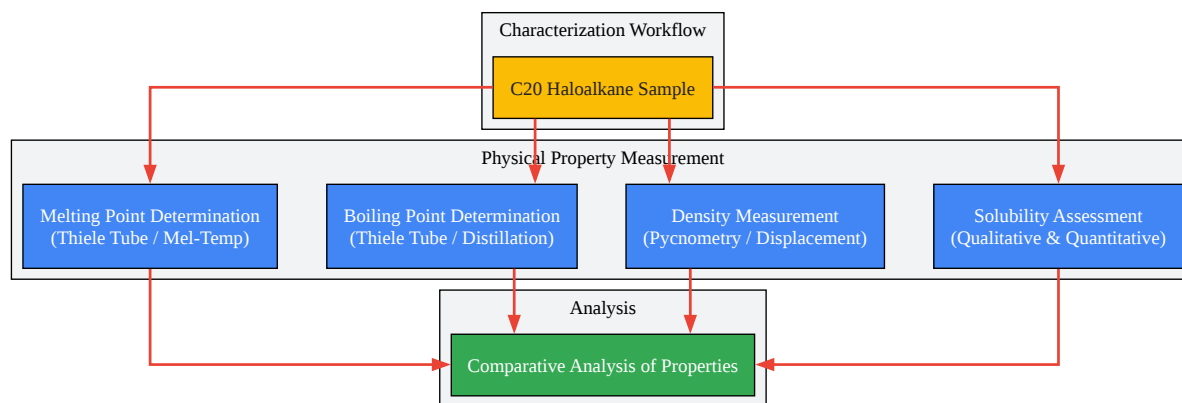 Characterization Workflow
C20 Haloalkane Sample
Physical Property Measurement
Melting Point Determination
(Thiele Tube / Mel-Temp)
Boiling Point Determination
(Thiele Tube / Distillation)
Density Measurement
(Pycnometry / Displacement)
Solubility Assessment
(Qualitative & Quantitative)
Analysis
Comparative Analysis of Properties